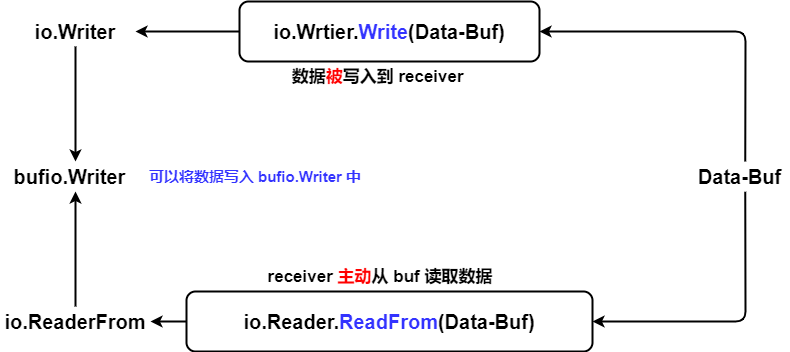 io.Writer
io.Wrtier.Write(Data-Buf)
数据被写入到 receiver
bufio.Writer
可以将数据写入 bufio.Writer 中
Data-Buf
receiver 主动从 buf 读取数据
io.ReaderFrom
io.Reader.ReadFrom(Data-Buf)